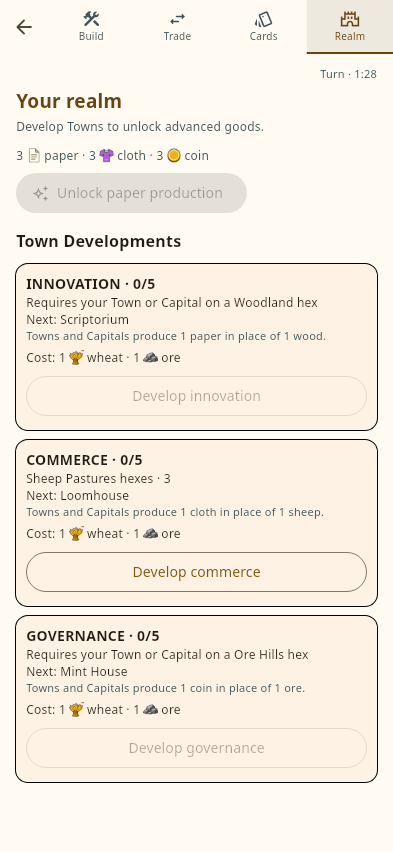 Build
Trade
Cards
Realm
Turn · 1:28
Your realm
Develop Towns to unlock advanced goods.
3 paper · 3 cloth · 3 coin
Unlock paper production
Town Developments
INNOVATION · 0/5
Requires your Town or Capital on a Woodland hex
Next: Scriptorium
Towns and Capitals produce 1 paper in place of 1 wood.
Cost: 1 wheat · 1 ore
Develop innovation
COMMERCE · 0/5
Sheep Pastures hexes · 3
Next: Loomhouse
Towns and Capitals produce 1 cloth in place of 1 sheep.
Cost: 1 wheat · 1 ore
Develop commerce
GOVERNANCE · 0/5
Requires your Town or Capital on a Ore Hills hex
Next: Mint House
Towns and Capitals produce 1 coin in place of 1 ore.
Cost: 1 wheat · 1 ore
Develop governance